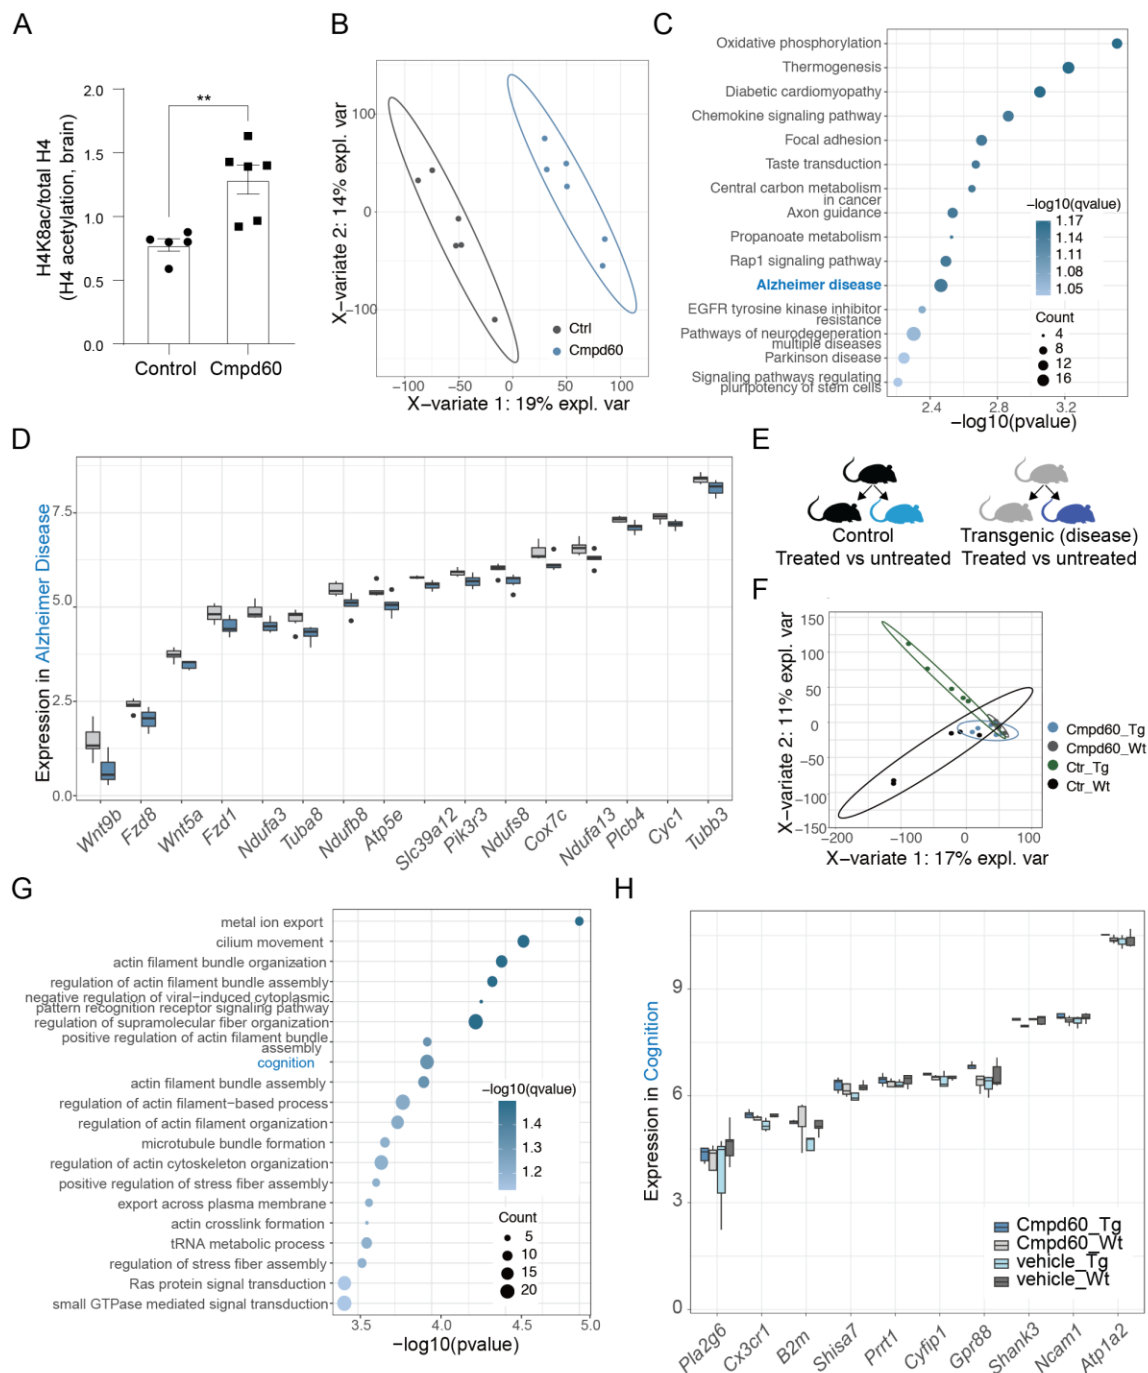 A
H4K8ac/total H4
(H4 acetylation, brain)
2.0
1.5
1.0
0.5
0.0
**
Control
Cmpd60
B
X−variate 2: 14% expl. var
100
0
−100
−100
−50
0
50
100
X−variate 1: 19% expl. var
Ctrl
Cmpd60
C
Oxidative phosphorylation
Thermogenesis
Diabetic cardiomyopathy
Chemokine signaling pathway
Focal adhesion
Taste transduction
Central carbon metabolism
in cancer
Axon guidance
Propanoate metabolism
Rap1 signaling pathway
Alzheimer disease
EGFR tyrosine kinase inhibitor
resistance
Pathways of neurodegeneration
multiple diseases
Parkinson disease
Signaling pathways regulating
pluripotency of stem cells
2.4
2.8
3.2
−log10(pvalue)
−log10(qvalue)
1.17
1.14
1.11
1.08
1.05
Count
4
8
12
16
D
Expression in Alzheimer Disease
7.5
5.0
2.5
0.0
Wnt9b
Fzd8
Wnt5a
Fzd1
Ndufa3
Tuba8
Ndufb8
Atp5e
Slc39a12
Pik3r3
Ndufs8
Cox7c
Ndufa13
Plcb4
Cyc1
Tubb3
E
Control
Treated vs untreated
Transgenic (disease)
Treated vs untreated
F
X−variate 2: 11% expl. var
150
100
50
0
−50
−100
−150
−200
−100
0
100
X−variate 1: 17% expl. var
Cmpd60_Tg
Cmpd60_Wt
Ctr_Tg
Ctr_Wt
G
metal ion export
cilium movement
actin filament bundle organization
regulation of actin filament bundle assembly
negative regulation of viral−induced cytoplasmic
pattern recognition receptor signaling pathway
regulation of supramolecular fiber organization
positive regulation of actin filament bundle
assembly
cognition
actin filament bundle assembly
regulation of actin filament−based process
regulation of actin filament organization
microtubule bundle formation
regulation of actin cytoskeleton organization
positive regulation of stress fiber assembly
export across plasma membrane
actin crosslink formation
tRNA metabolic process
regulation of stress fiber assembly
Ras protein signal transduction
small GTPase mediated signal transduction
3.5
4.0
4.5
5.0
−log10(pvalue)
−log10(qvalue)
1.4
1.3
1.2
Count
5
10
15
20
H
Expression in Cognition
9
6
3
0
Cmpd60_Tg
Cmpd60_Wt
vehicle_Tg
vehicle_Wt
Pla2g6
Cx3cr1
B2m
Shisa7
Prrt1
Cyfip1
Gpr88
Shank3
Ncam1
Atp1a2